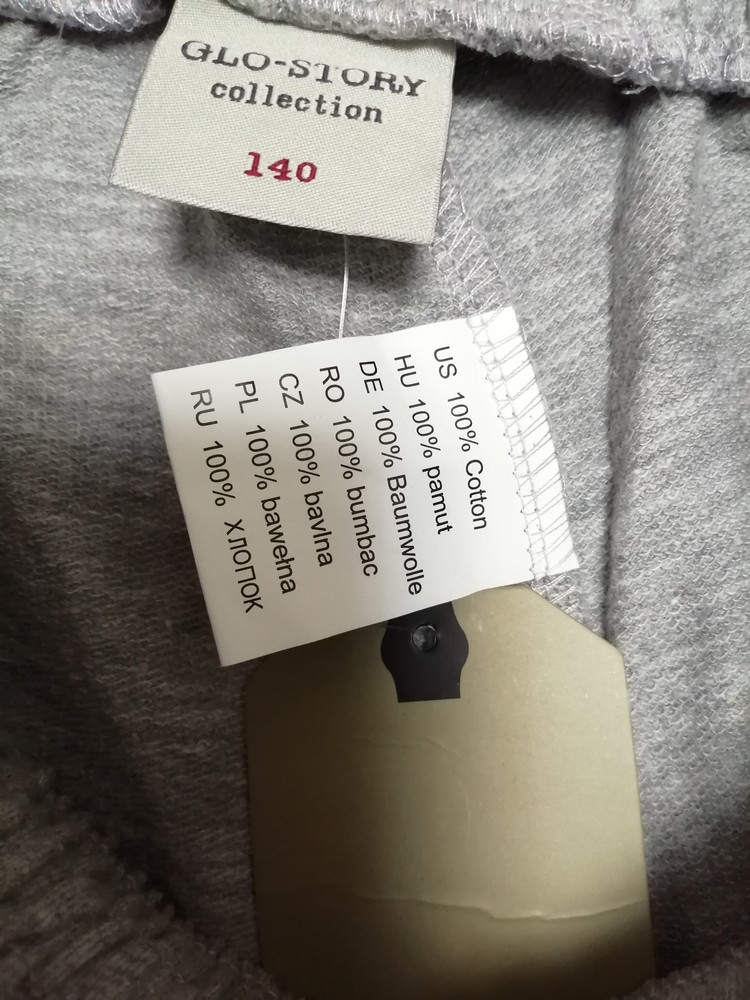 GLO-STORY
collection
140
US 100% Cotton
HU 100% pamut
DE 100% Baumwolle
RO 100% bumbac
CZ 100% bavlna
PL 100% bawełna
RU 100% ХЛОПОК